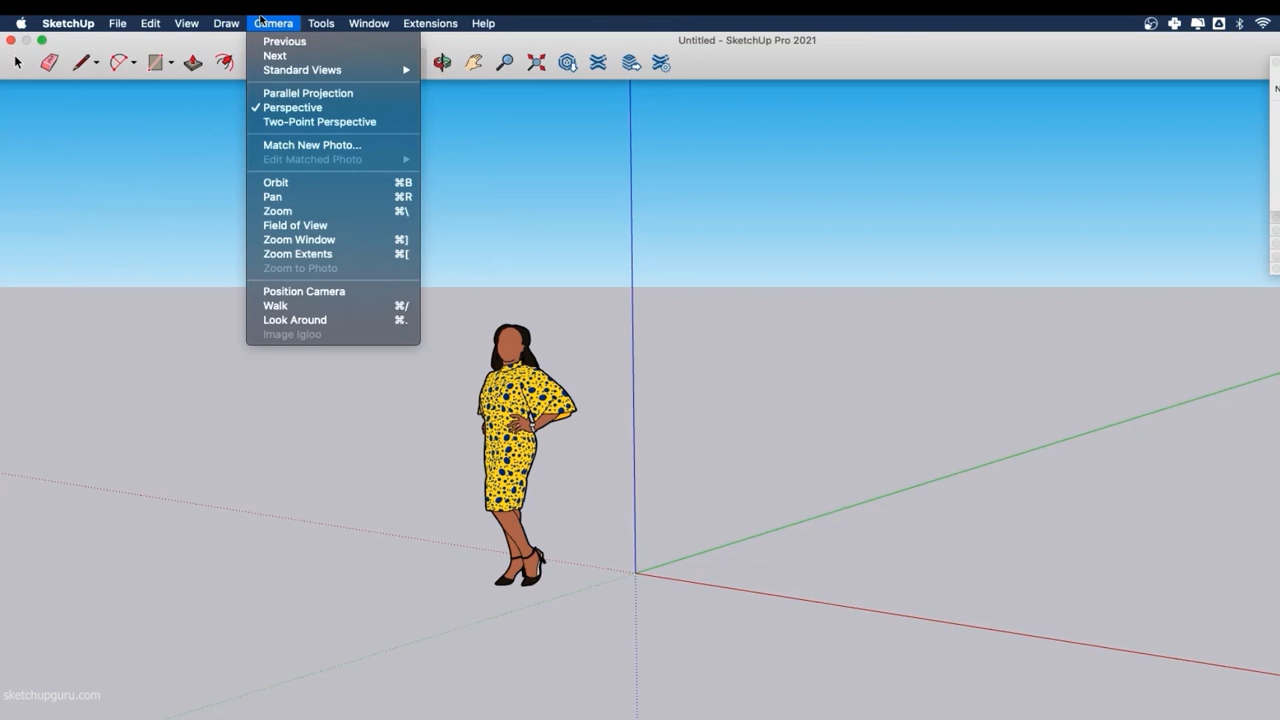 SketchUp File Edit View Draw Camera Tools Window Extensions Help
Untitled - SketchUp Pro 2021
Previous
Next
Standard Views
Parallel Projection
✓ Perspective
Two-Point Perspective
Match New Photo...
Edit Matched Photo
Orbit ⌘B
Pan ⌘R
Zoom ⌘\
Field of View
Zoom Window ⌘]
Zoom Extents ⌘[
Zoom to Photo
Position Camera
Walk ⌘/
Look Around ⌘.
Image Igloo
sketchupguru.com